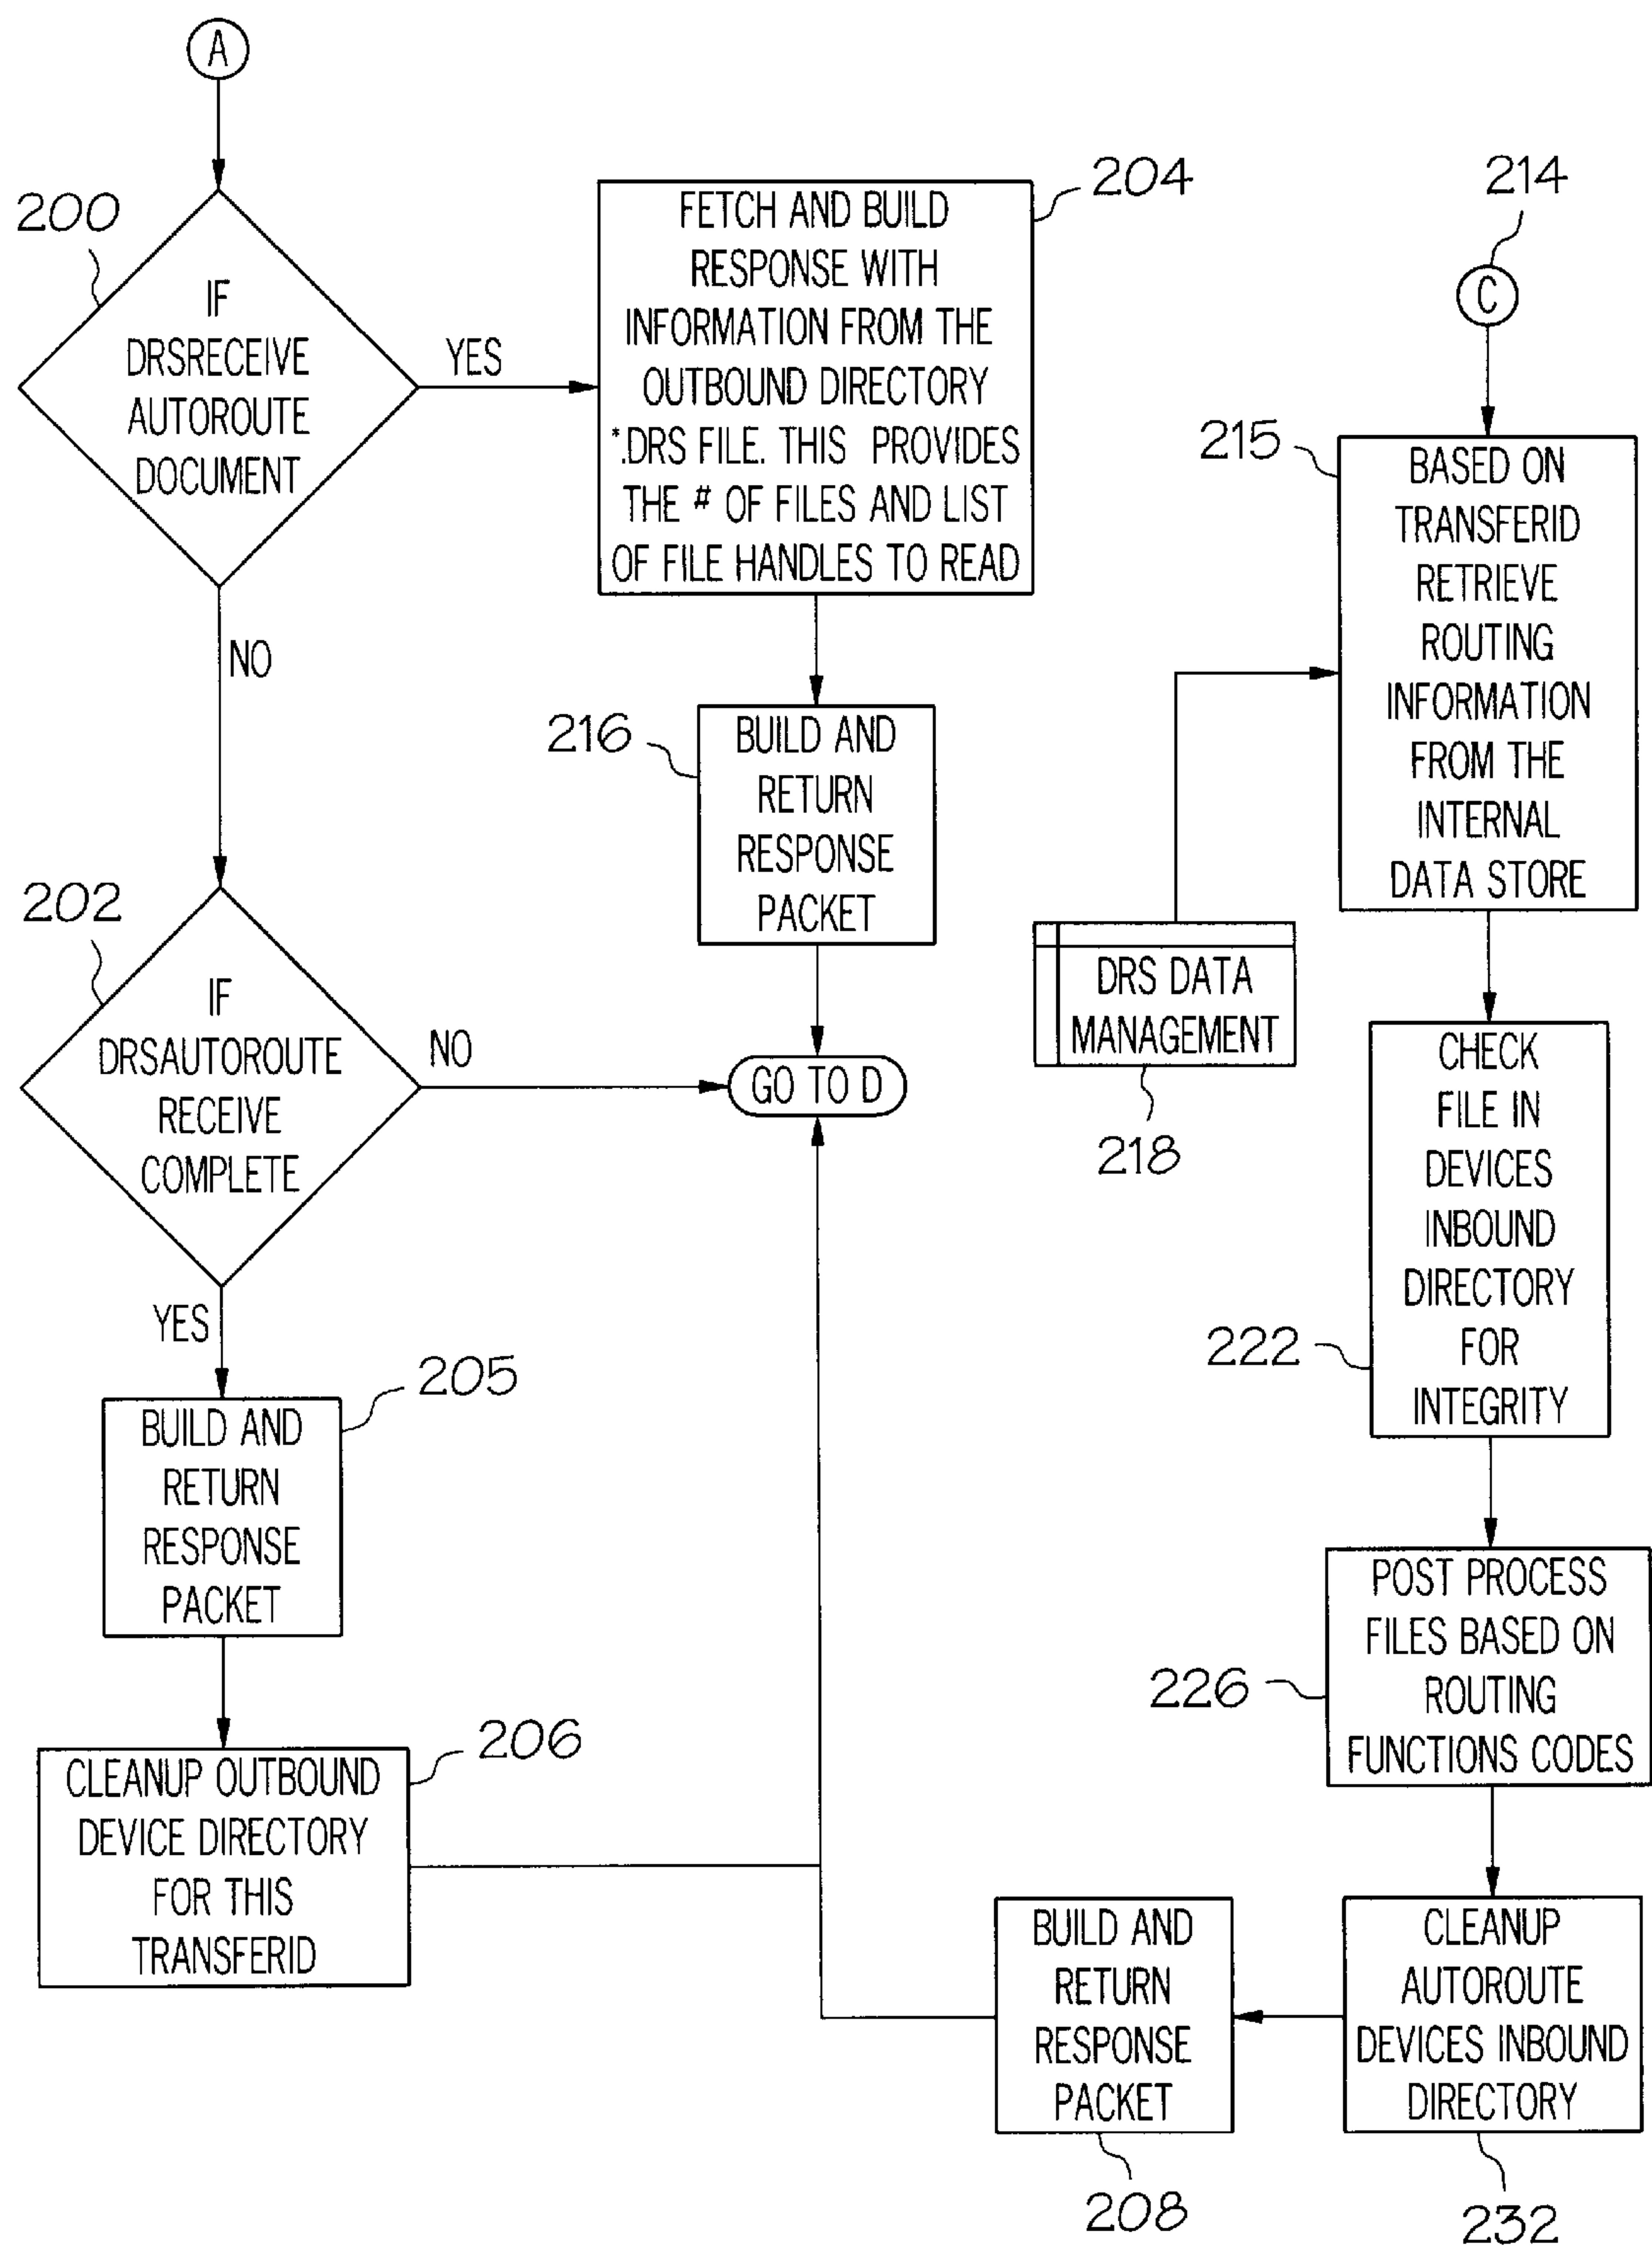 A
200
IF
DRSRECEIVE
AUTOROUTE
DOCUMENT
YES
NO
204
FETCH AND BUILD
RESPONSE WITH
INFORMATION FROM THE
OUTBOUND DIRECTORY
*.DRS FILE. THIS PROVIDES
THE # OF FILES AND LIST
OF FILE HANDLES TO READ
216
BUILD AND
RETURN
RESPONSE
PACKET
202
IF
DRSAUTOROUTE
RECEIVE
COMPLETE
NO
GO TO D
YES
205
BUILD AND
RETURN
RESPONSE
PACKET
206
CLEANUP OUTBOUND
DEVICE DIRECTORY
FOR THIS
TRANSFERID
214
C
215
BASED ON
TRANSFERID
RETRIEVE
ROUTING
INFORMATION
FROM THE
INTERNAL
DATA STORE
DRS DATA
MANAGEMENT
218
CHECK
FILE IN
DEVICES
INBOUND
DIRECTORY
FOR
INTEGRITY
222
POST PROCESS
FILES BASED ON
ROUTING
FUNCTIONS CODES
226
CLEANUP
AUTOROUTE
DEVICES INBOUND
DIRECTORY
232
BUILD AND
RETURN
RESPONSE
PACKET
208